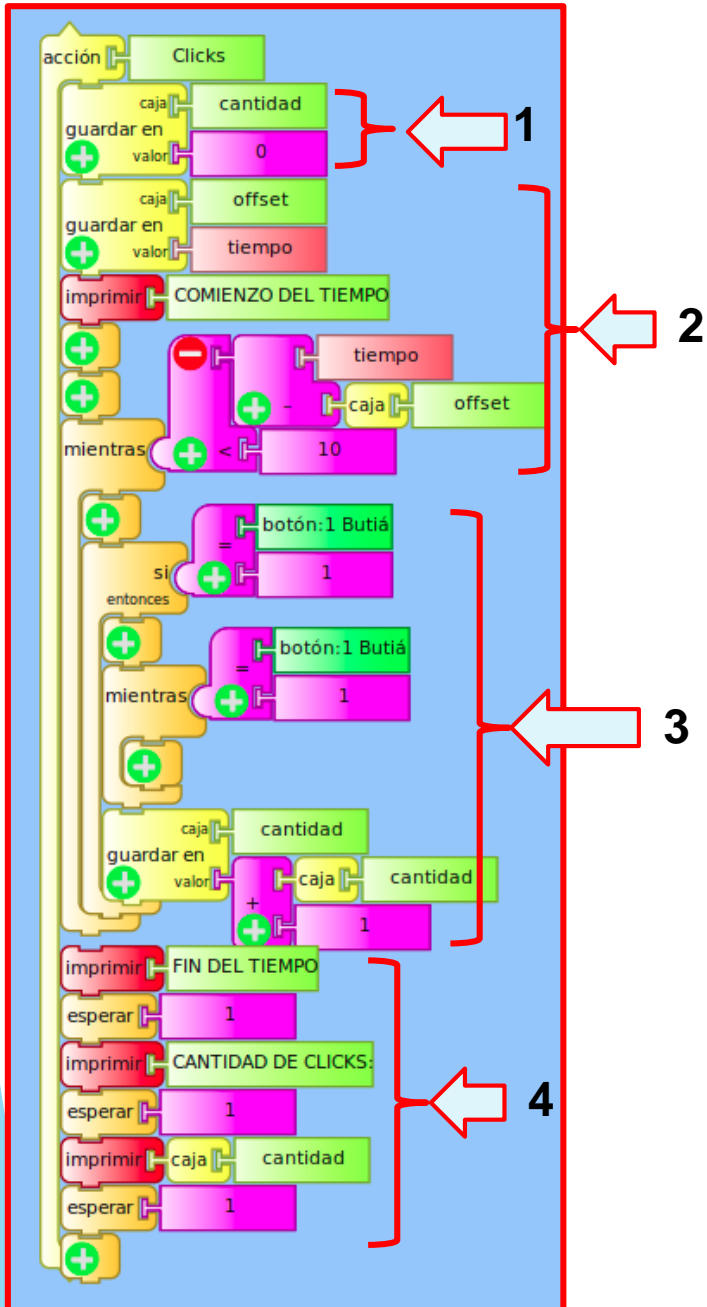 acción Clicks
caja cantidad
guardar en
valor 0
1
caja offset
guardar en
valor tiempo
imprimir COMIENZO DEL TIEMPO
2
tiempo
- caja offset
mientras < 10
botón:1 Butiá
=
si 1
entonces
botón:1 Butiá
=
mientras 1
3
caja cantidad
guardar en
valor caja cantidad
+
1
imprimir FIN DEL TIEMPO
esperar 1
imprimir CANTIDAD DE CLICKS:
esperar 1
4
imprimir caja cantidad
esperar 1